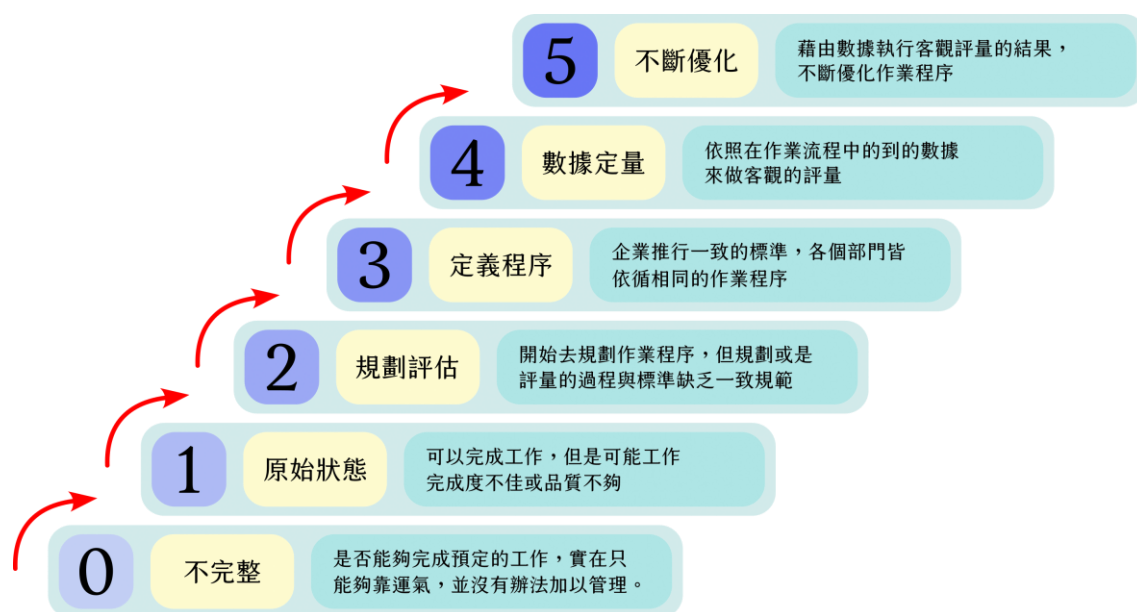 5
不斷優化
藉由數據執行客觀評量的結果，
不斷優化作業程序
4
數據定量
依照在作業流程中的到的數據
來做客觀的評量
3
定義程序
企業推行一致的標準，各個部門皆
依循相同的作業程序
2
規劃評估
開始去規劃作業程序，但規劃或是
評量的過程與標準缺乏一致規範
1
原始狀態
可以完成工作，但是可能工作
完成度不佳或品質不夠
0
不完整
是否能夠完成預定的工作，實在只
能夠靠運氣，並沒有辦法加以管理。